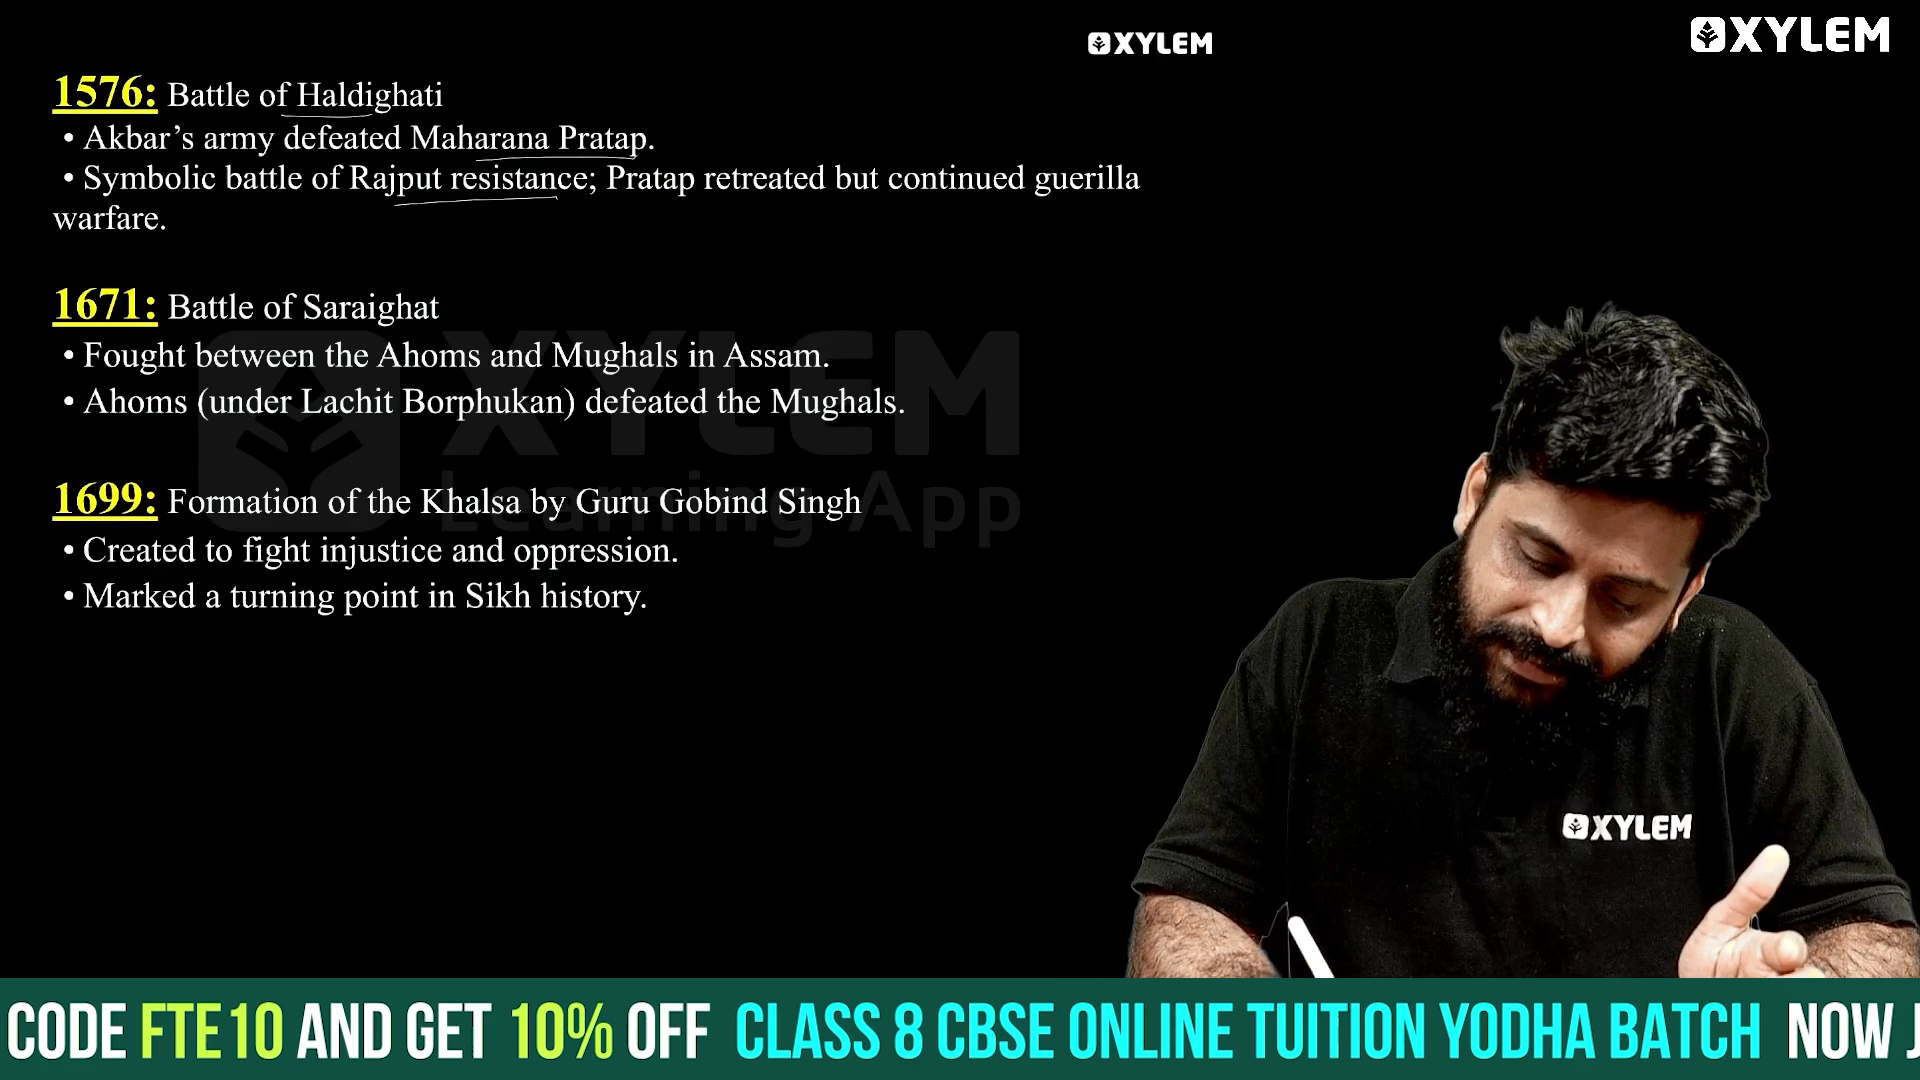 XYLEM
XYLEM
1576: Battle of Haldighati
• Akbar’s army defeated Maharana Pratap.
• Symbolic battle of Rajput resistance; Pratap retreated but continued guerilla
warfare.
1671: Battle of Saraighat
• Fought between the Ahoms and Mughals in Assam.
• Ahoms (under Lachit Borphukan) defeated the Mughals.
XYLEM
Learning App
1699: Formation of the Khalsa by Guru Gobind Singh
• Created to fight injustice and oppression.
• Marked a turning point in Sikh history.
XYLEM
CODE FTE10 AND GET 10% OFF CLASS 8 CBSE ONLINE TUITION YODHA BATCH NOW J